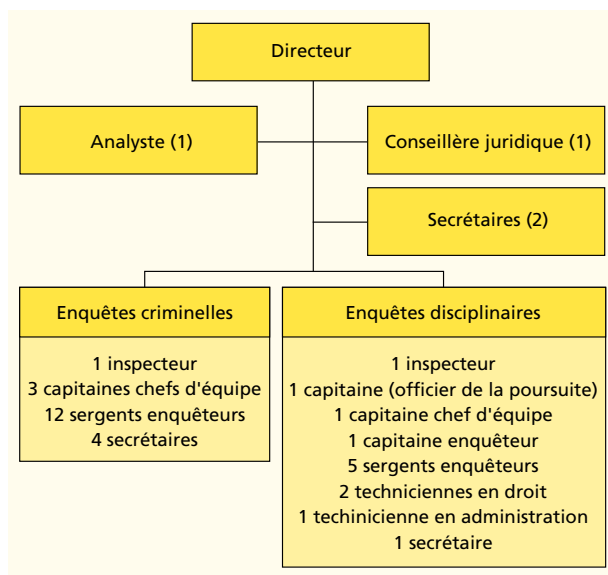 Directeur
Analyste (1)
Conseillère juridique (1)
Secrétaires (2)
Enquêtes criminelles
1 inspecteur
3 capitaines chefs d'équipe
12 sergents enquêteurs
4 secrétaires
Enquêtes disciplinaires
1 inspecteur
1 capitaine (officier de la poursuite)
1 capitaine chef d'équipe
1 capitaine enquêteur
5 sergents enquêteurs
2 techniciennes en droit
1 techinicienne en administration
1 secrétaire